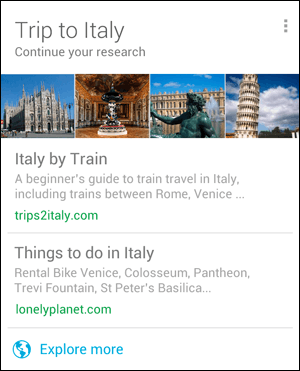 Trip to Italy
Continue your research
Italy by Train
A beginner's guide to train travel in Italy,
including trains between Rome, Venice ...
trips2italy.com
Things to do in Italy
Rental Bike Venice, Colosseum, Pantheon,
Trevi Fountain, St Peter's Basilica...
lonelyplanet.com
Explore more